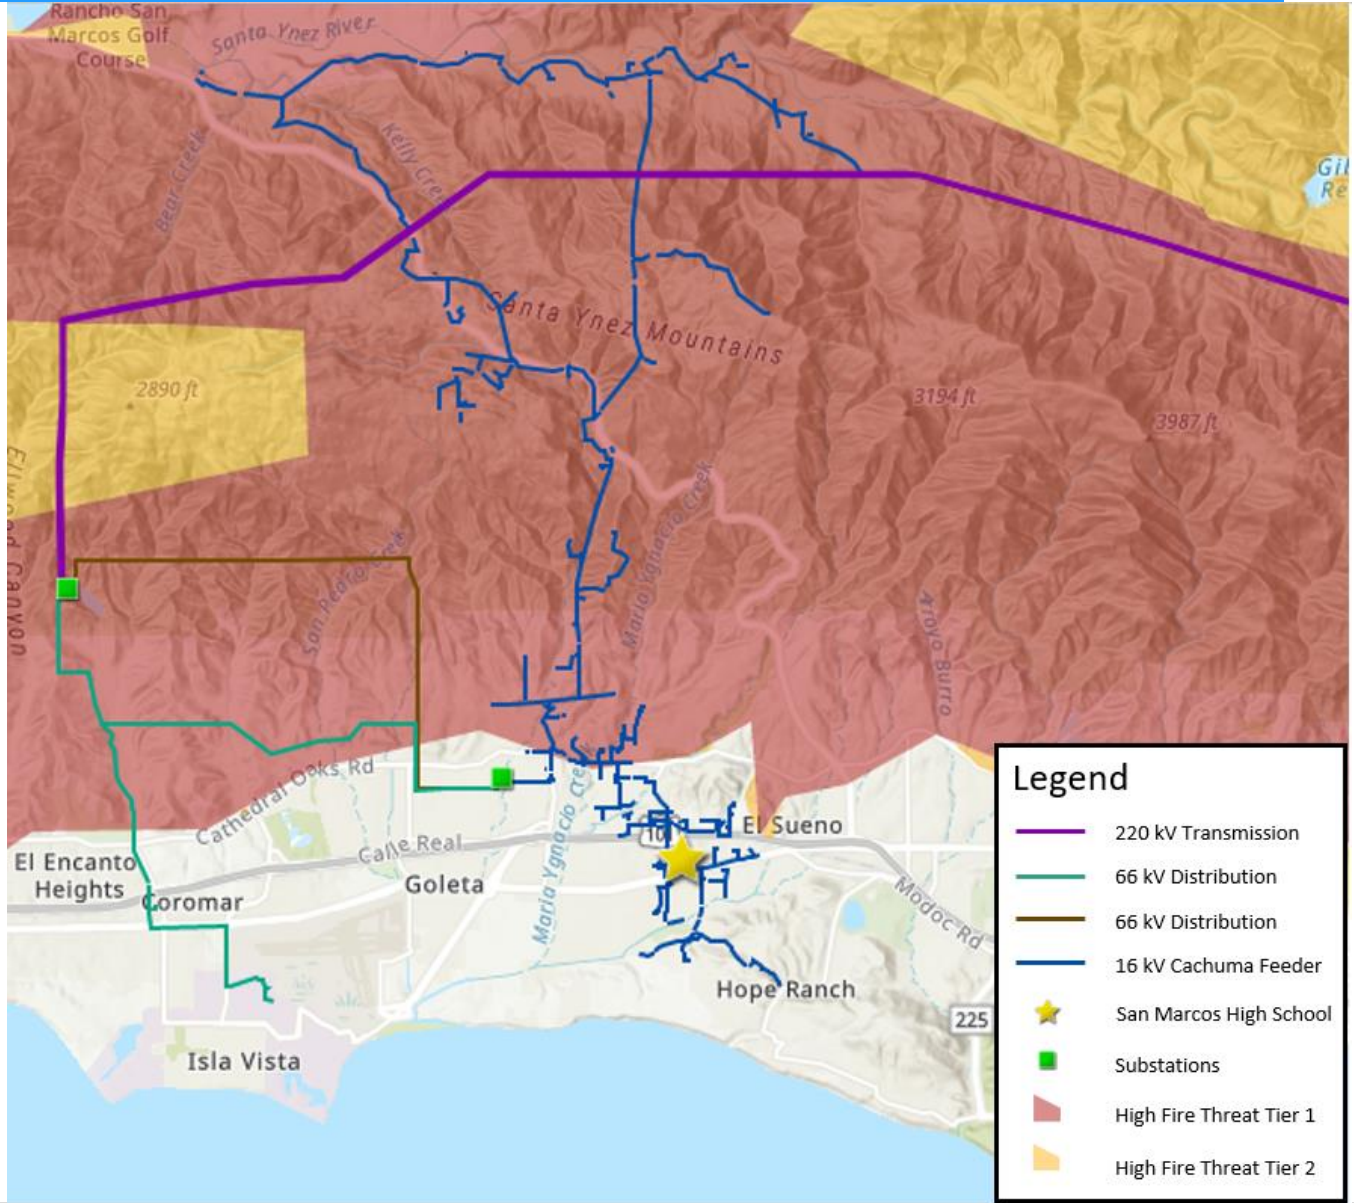 Rancho San
Marcos Golf
Course
Santa Ynez River
Bear Creek
Kelly Creek
Santa Ynez Mountains
2890 ft
3194 ft
3987 ft
Ellwood Canyon
San Pedro Creek
Maria Ygnacio Creek
Arroyo Burro
Cathedral Oaks Rd
Calle Real
El Encanto
Heights
Coromar
Goleta
Maria Ygnacio Creek
El Sueno
Modoc Rd
Hope Ranch
225
Isla Vista
Legend
220 kV Transmission
66 kV Distribution
66 kV Distribution
16 kV Cachuma Feeder
San Marcos High School
Substations
High Fire Threat Tier 1
High Fire Threat Tier 2